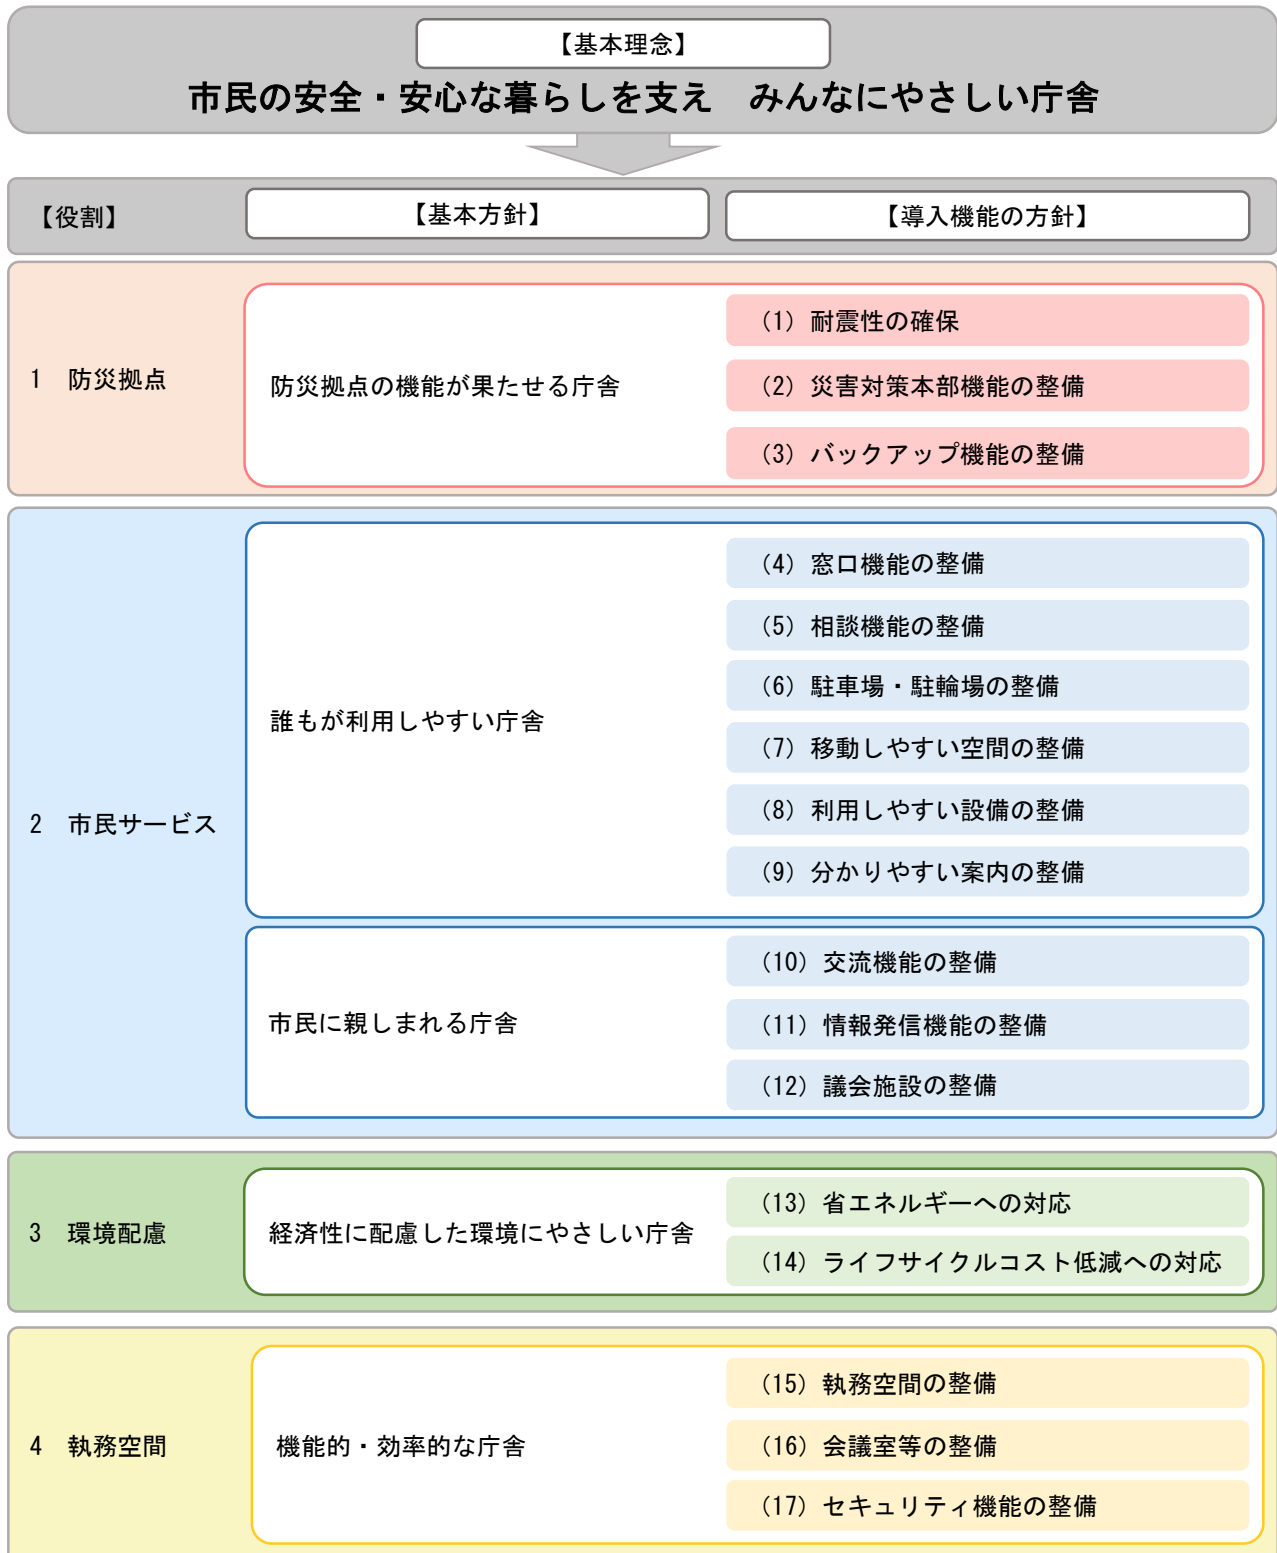 【基本理念】
市民の安全・安心な暮らしを支え　みんなにやさしい庁舎
【役割】
【基本方針】
【導入機能の方針】
1　防災拠点
防災拠点の機能が果たせる庁舎
（1）耐震性の確保
（2）災害対策本部機能の整備
（3）バックアップ機能の整備
2　市民サービス
誰もが利用しやすい庁舎
（4）窓口機能の整備
（5）相談機能の整備
（6）駐車場・駐輪場の整備
（7）移動しやすい空間の整備
（8）利用しやすい設備の整備
（9）分かりやすい案内の整備
市民に親しまれる庁舎
（10）交流機能の整備
（11）情報発信機能の整備
（12）議会施設の整備
3　環境配慮
経済性に配慮した環境にやさしい庁舎
（13）省エネルギーへの対応
（14）ライフサイクルコスト低減への対応
4　執務空間
機能的・効率的な庁舎
（15）執務空間の整備
（16）会議室等の整備
（17）セキュリティ機能の整備